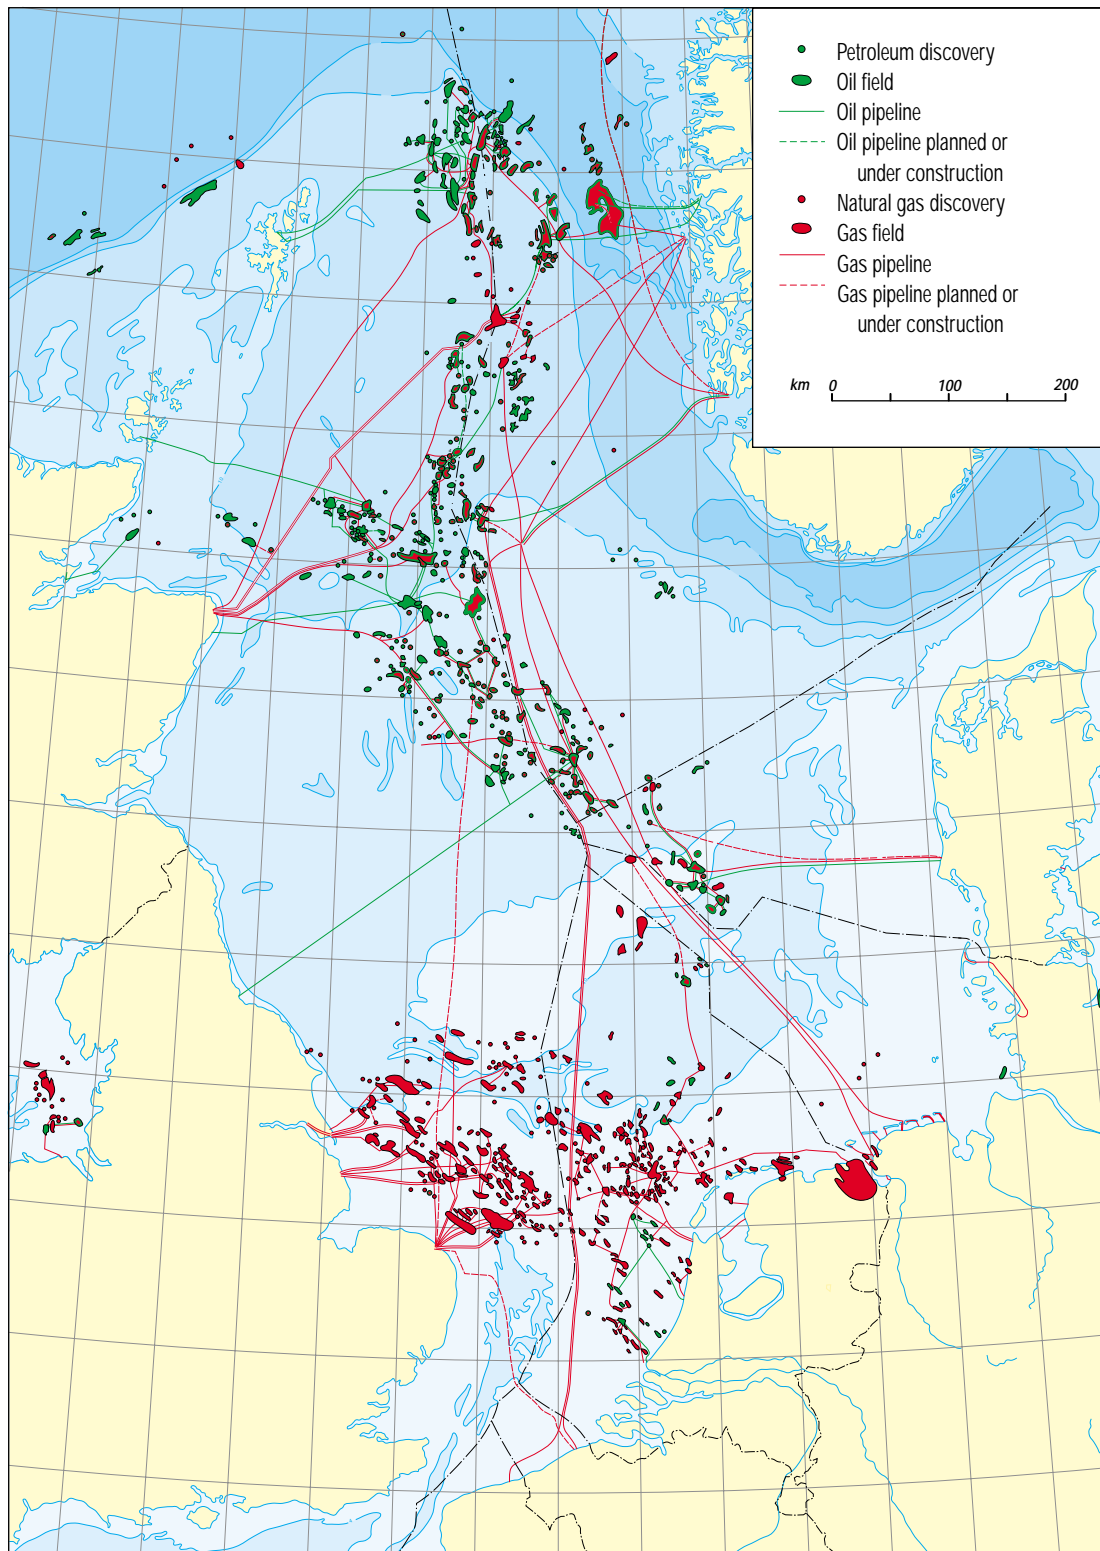 Petroleum discovery
Oil field
Oil pipeline
Oil pipeline planned or
under construction
Natural gas discovery
Gas field
Gas pipeline
Gas pipeline planned or
under construction
km 0 100 200